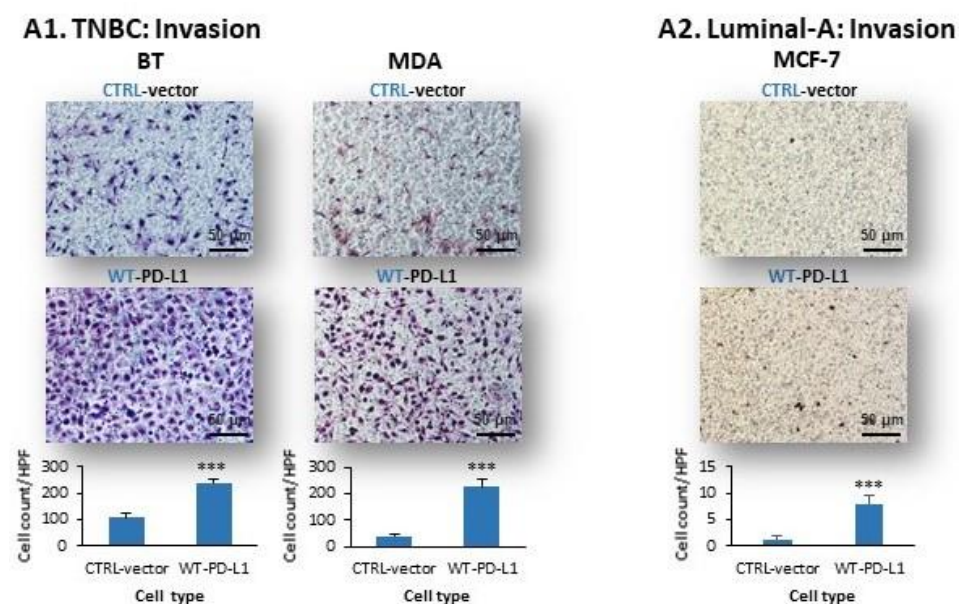 A1. TNBC: Invasion
BT
CTRL-vector
50 µm
WT-PD-L1
50 µm
Cell count/HPF
300
200
100
0
***
CTRL-vector WT-PD-L1
Cell type
MDA
CTRL-vector
50 µm
WT-PD-L1
50 µm
Cell count/HPF
300
200
100
0
***
CTRL-vector WT-PD-L1
Cell type
A2. Luminal-A: Invasion
MCF-7
CTRL-vector
50 µm
WT-PD-L1
50 µm
Cell count/HPF
15
10
5
0
***
CTRL-vector WT-PD-L1
Cell type